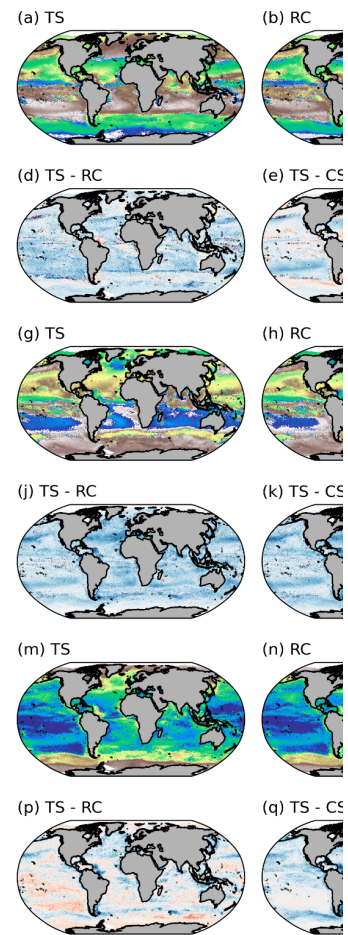 (a) TS
(b) RC
(d) TS - RC
(e) TS - CS
(g) TS
(h) RC
(j) TS - RC
(k) TS - CS
(m) TS
(n) RC
(p) TS - RC
(q) TS - CS